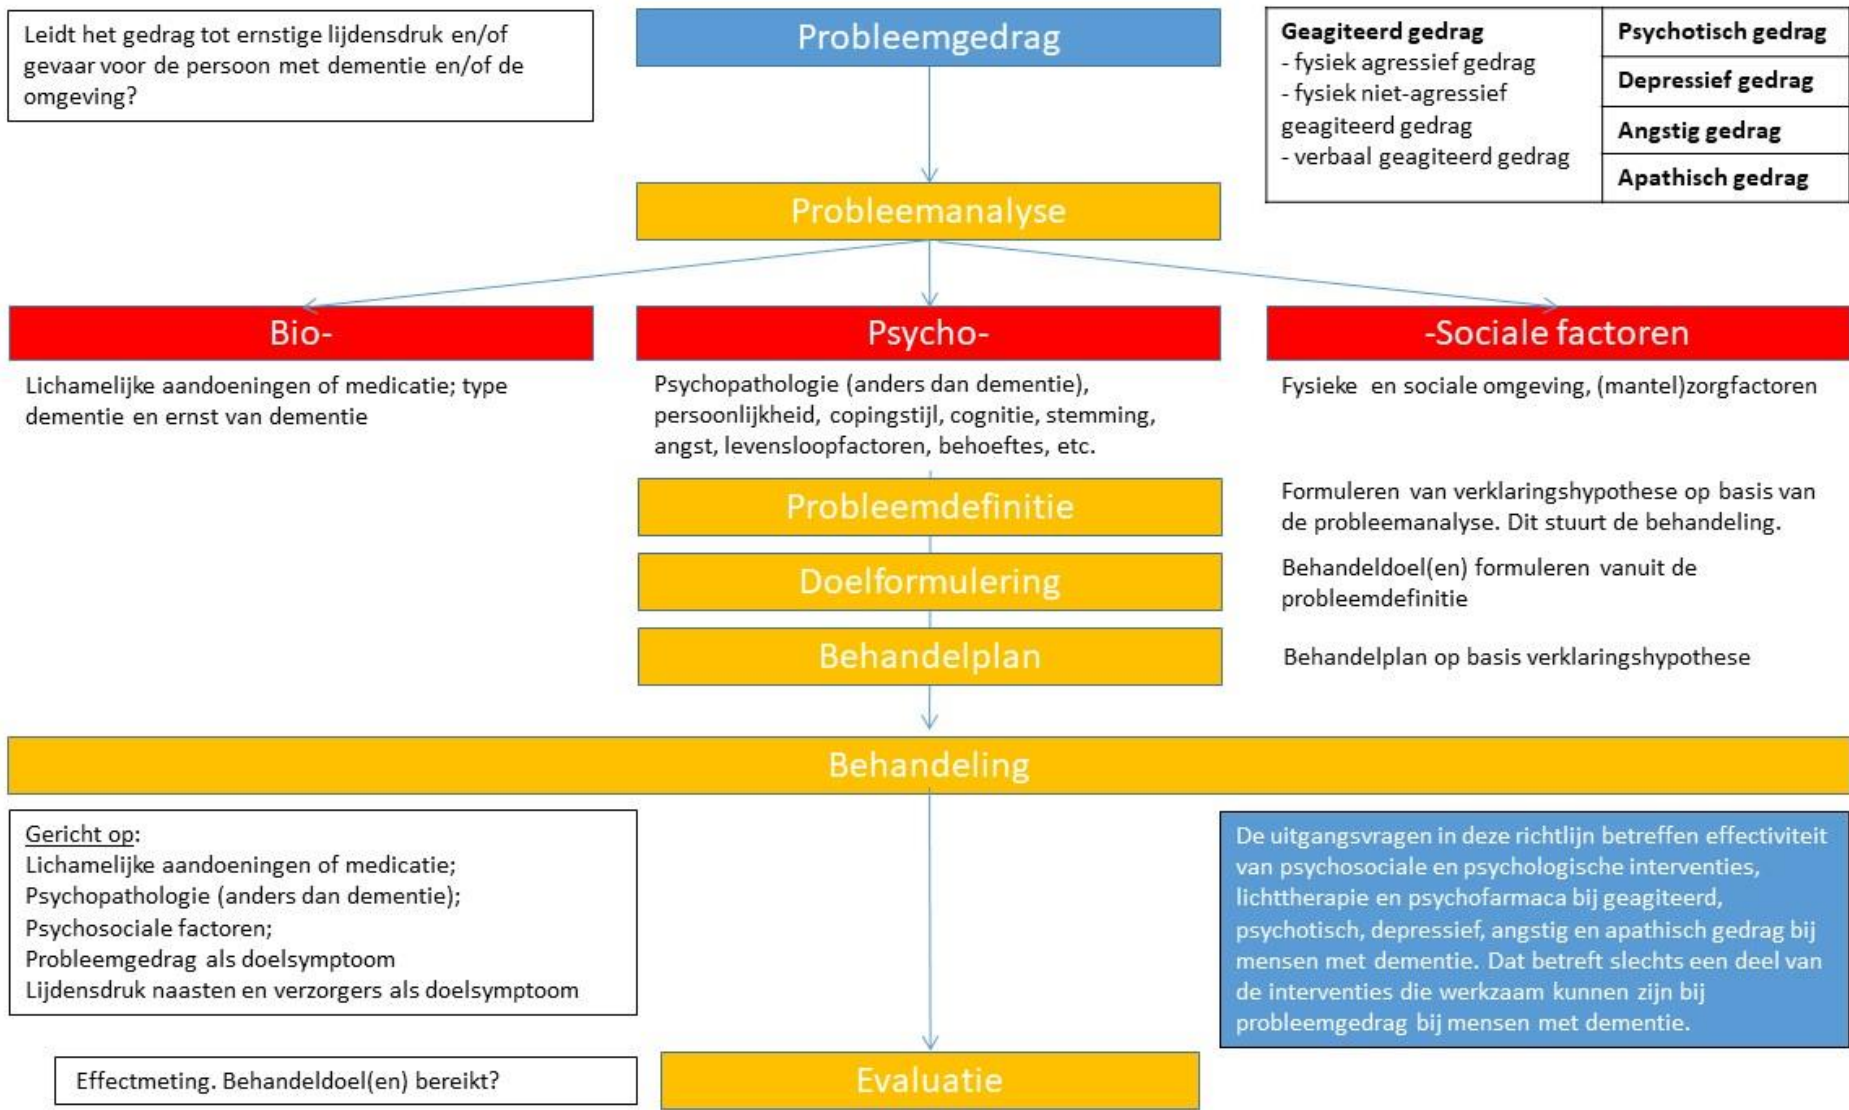 Leidt het gedrag tot ernstige lijdensdruk en/of
gevaar voor de persoon met dementie en/of de
omgeving?
Probleemgedrag
Geagiteerd gedrag
- fysiek agressief gedrag
- fysiek niet-agressief
geagiteerd gedrag
- verbaal geagiteerd gedrag
Psychotisch gedrag
Depressief gedrag
Angstig gedrag
Apathisch gedrag
Probleemanalyse
Bio-
Psycho-
-Sociale factoren
Lichamelijke aandoeningen of medicatie; type
dementie en ernst van dementie
Psychopathologie (anders dan dementie),
persoonlijkheid, copingstijl, cognitie, stemming,
angst, levensloopfactoren, behoeftes, etc.
Fysieke en sociale omgeving, (mantel)zorgfactoren
Probleemdefinitie
Formuleren van verklaringshypothese op basis van
de probleemanalyse. Dit stuurt de behandeling.
Doelformulering
Behandeldoel(en) formuleren vanuit de
probleemdefinitie
Behandelplan
Behandelplan op basis verklaringshypothese
Behandeling
Gericht op:
Lichamelijke aandoeningen of medicatie;
Psychopathologie (anders dan dementie);
Psychosociale factoren;
Probleemgedrag als doelsymptoom
Lijdensdruk naasten en verzorgers als doelsymptoom
De uitgangsvragen in deze richtlijn betreffen effectiviteit
van psychosociale en psychologische interventies,
lichttherapie en psychofarmaca bij geagiteerd,
psychotisch, depressief, angstig en apathisch gedrag bij
mensen met dementie. Dat betreft slechts een deel van
de interventies die werkzaam kunnen zijn bij
probleemgedrag bij mensen met dementie.
Effectmeting. Behandeldoel(en) bereikt?
Evaluatie